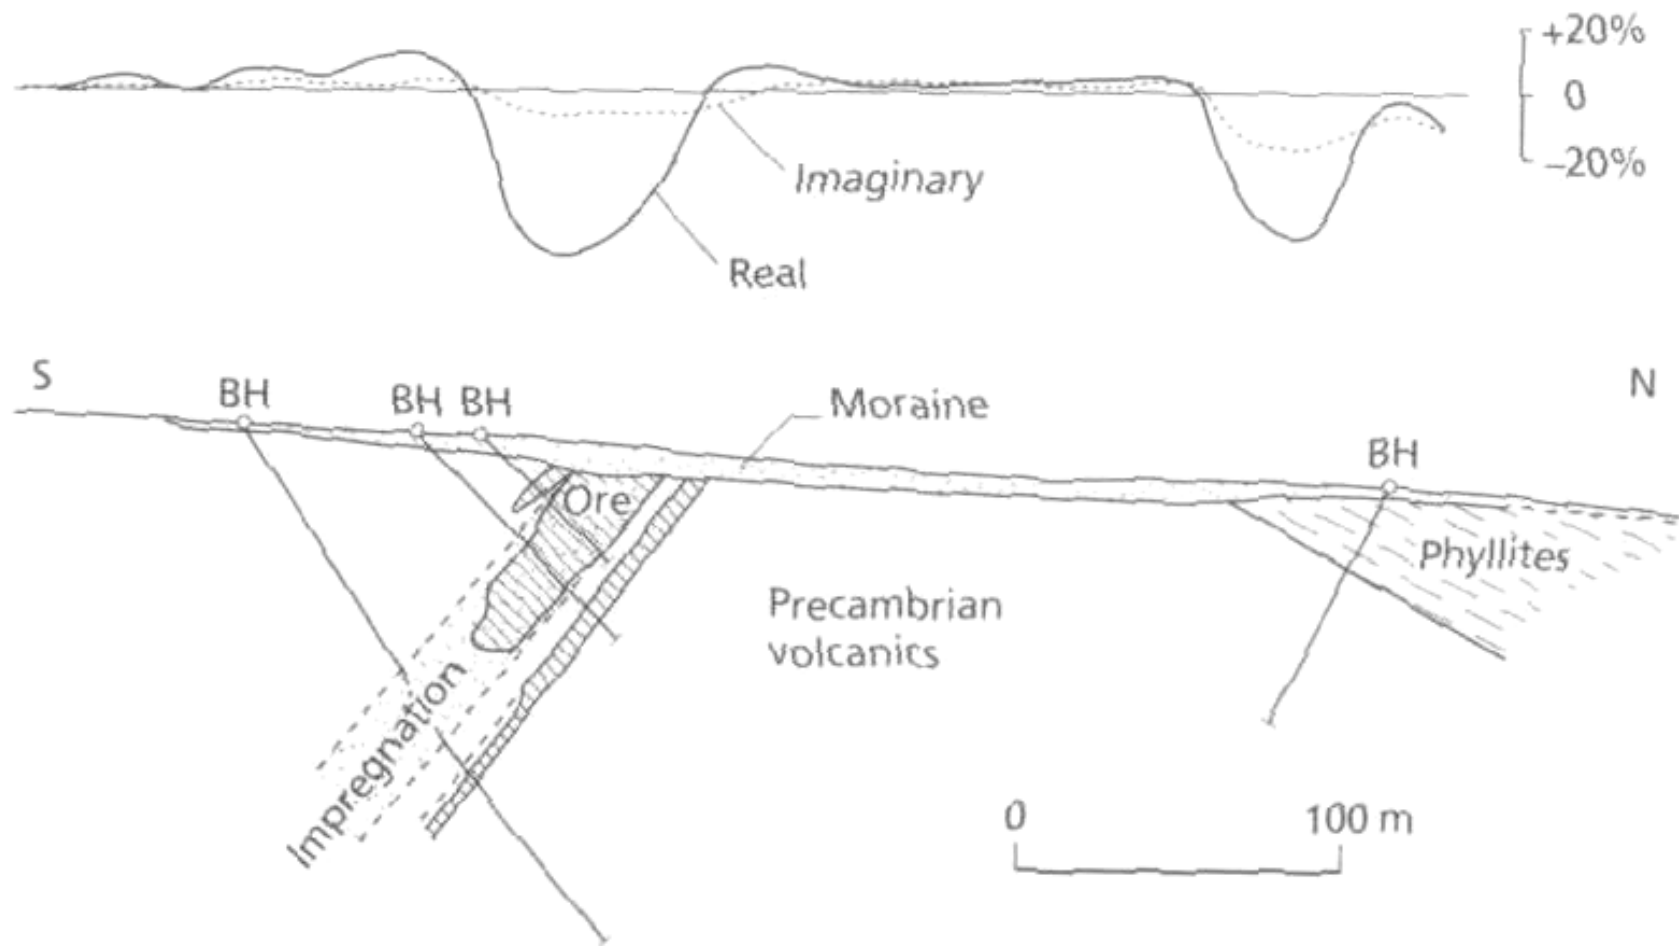 +20%
0
−20%
Imaginary
Real
S
N
BH
BH
BH
Moraine
BH
Ore
Phyllites
Precambrian
volcanics
Impregnation
0
100 m